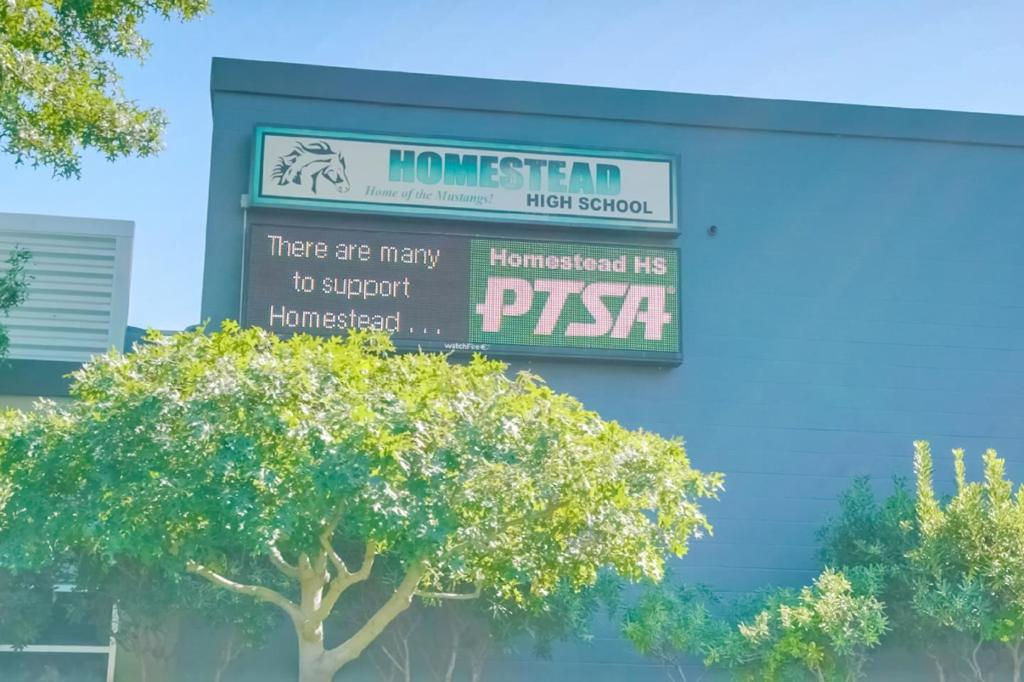 HOMESTEAD
Home of the Mustangs!
HIGH SCHOOL
There are many
to support
Homestead ...
Homestead HS
PTSA®